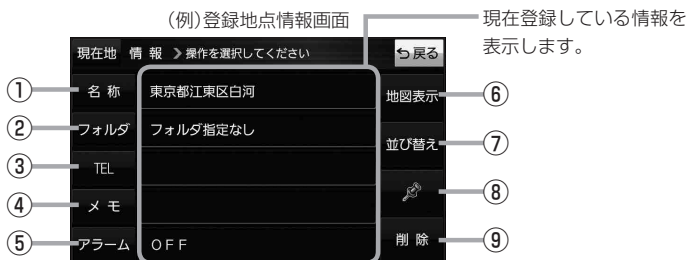 (例)登録地点情報画面
現在登録している情報を
表示します。
現在地 情 報 ＞操作を選択してください
戻る
① 名 称 東京都江東区白河 地図表示 ⑥
② フォルダ フォルダ指定なし
並び替え ⑦
③ TEL
⑧
④ メ モ
⑤ アラーム OFF 削 除 ⑨